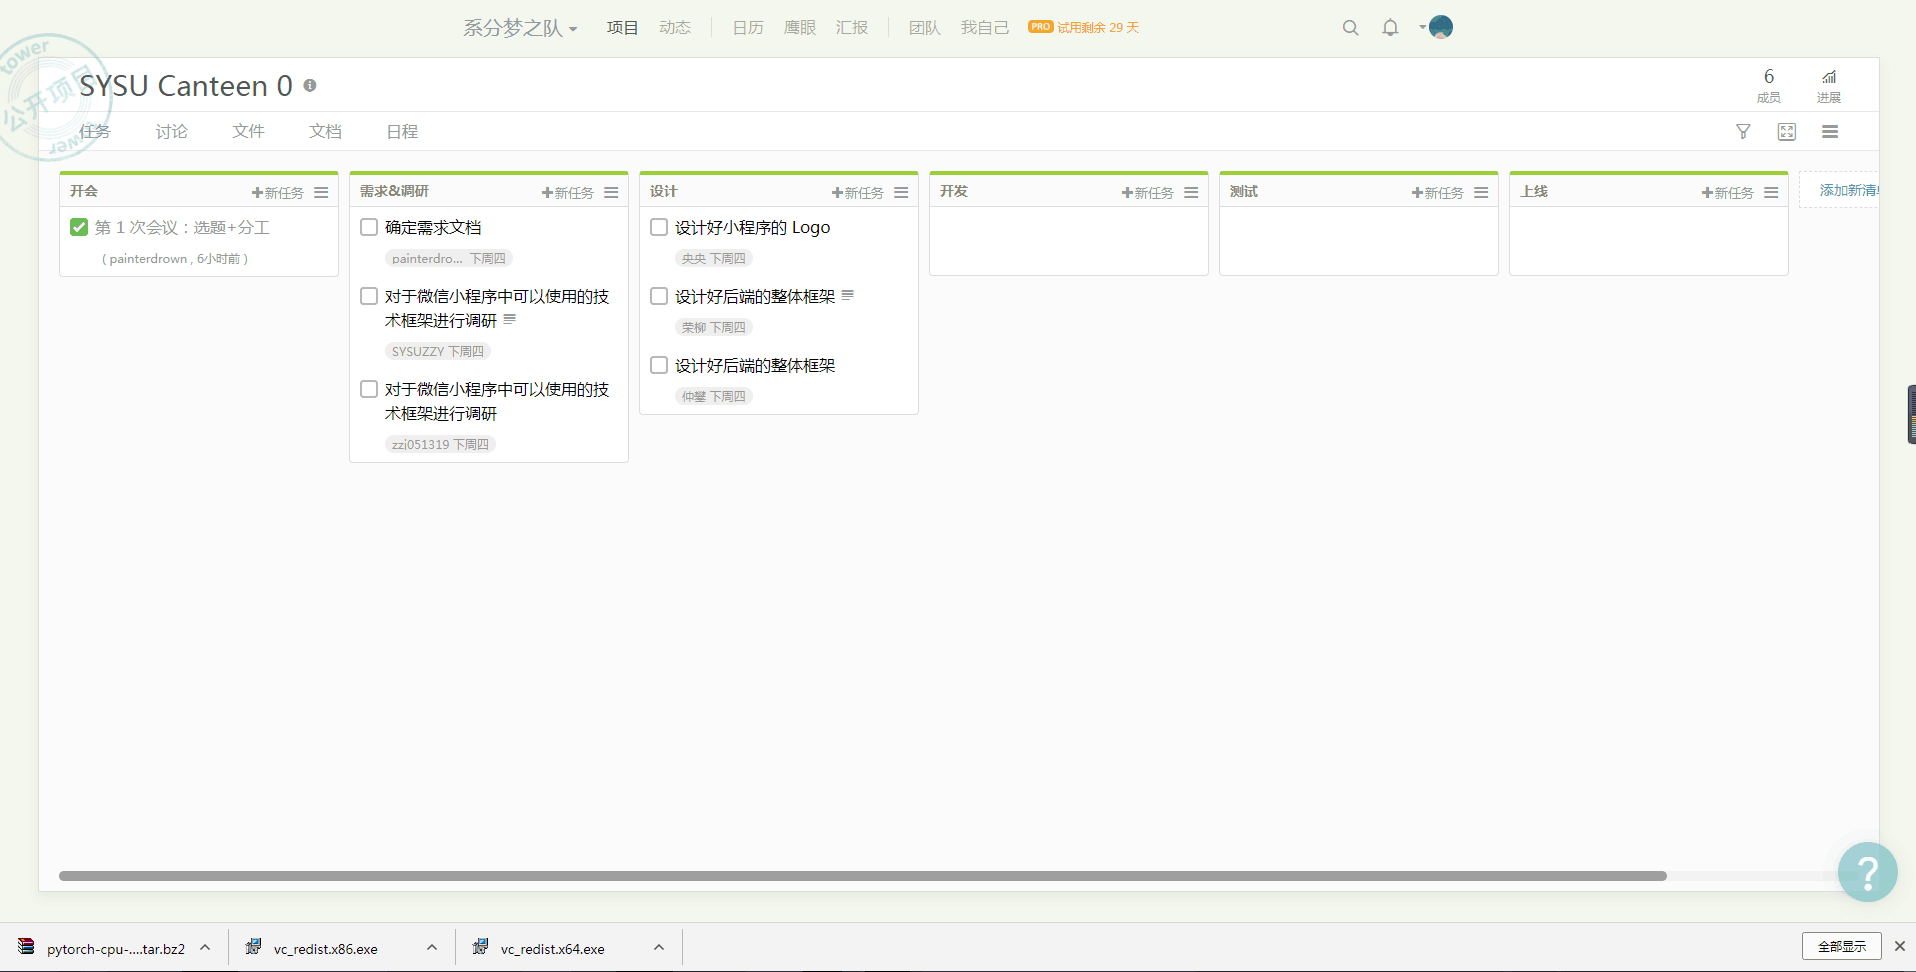 系分梦之队
项目
动态
日历
鹰眼
汇报
团队
我自己
PRO 试用剩余 29 天
tower
公开项目
tower
SYSU Canteen 0
6
成员
进展
任务
讨论
文件
文档
日程
开会
+新任务
第 1 次会议：选题+分工
( painterdrown , 6小时前 )
需求&调研
+新任务
确定需求文档
painterdro... 下周四
对于微信小程序中可以使用的技
术框架进行调研
SYSUZZY 下周四
对于微信小程序中可以使用的技
术框架进行调研
zzj051319 下周四
设计
+新任务
设计好小程序的 Logo
央央 下周四
设计好后端的整体框架
荣柳 下周四
设计好后端的整体框架
下周四
开发
+新任务
测试
+新任务
上线
+新任务
添加新清
?
pytorch-cpu-....tar.bz2
vc_redist.x86.exe
vc_redist.x64.exe
全部显示